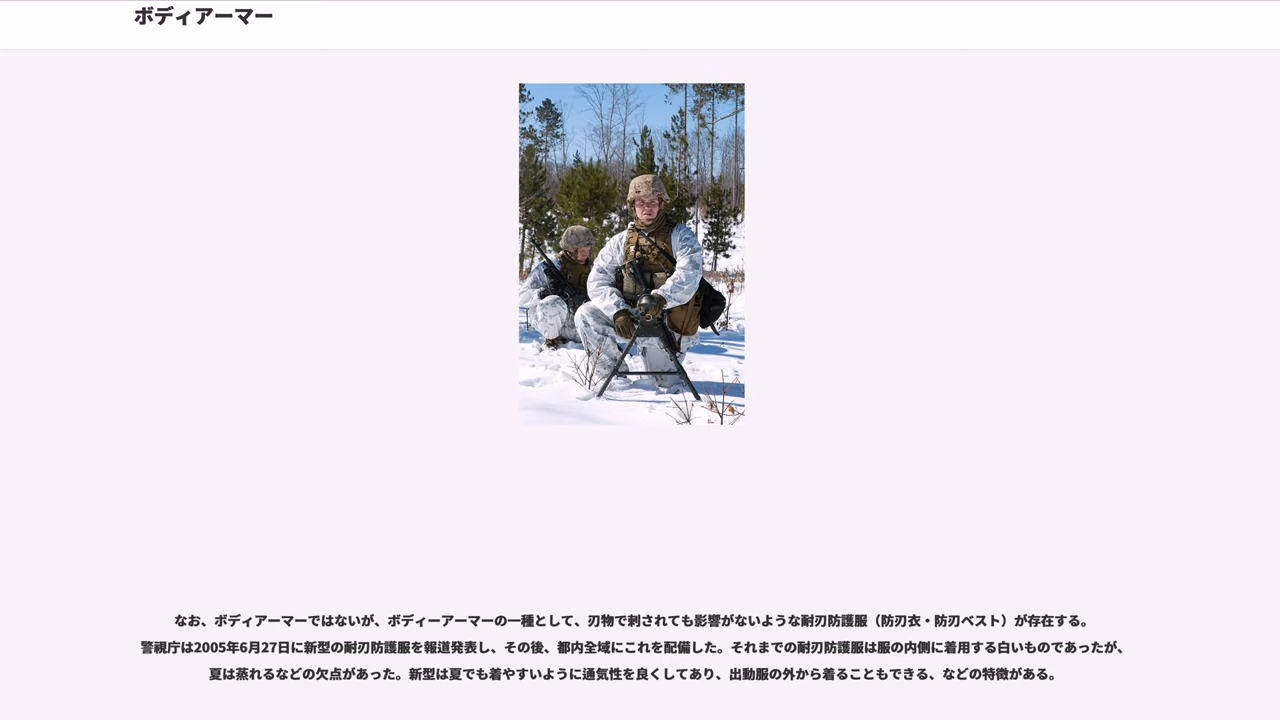 ボディアーマー
なお、ボディアーマーではないが、ボディーアーマーの一種として、刃物で刺されても影響がないような耐刃防護服（防刃衣・防刃ベスト）が存在する。
警視庁は2005年6月27日に新型の耐刃防護服を報道発表し、その後、都内全域にこれを配備した。それまでの耐刃防護服は服の内側に着用する白いものであったが、
夏は蒸れるなどの欠点があった。新型は夏でも着やすいように通気性を良くしてあり、出動服の外から着ることもできる、などの特徴がある。